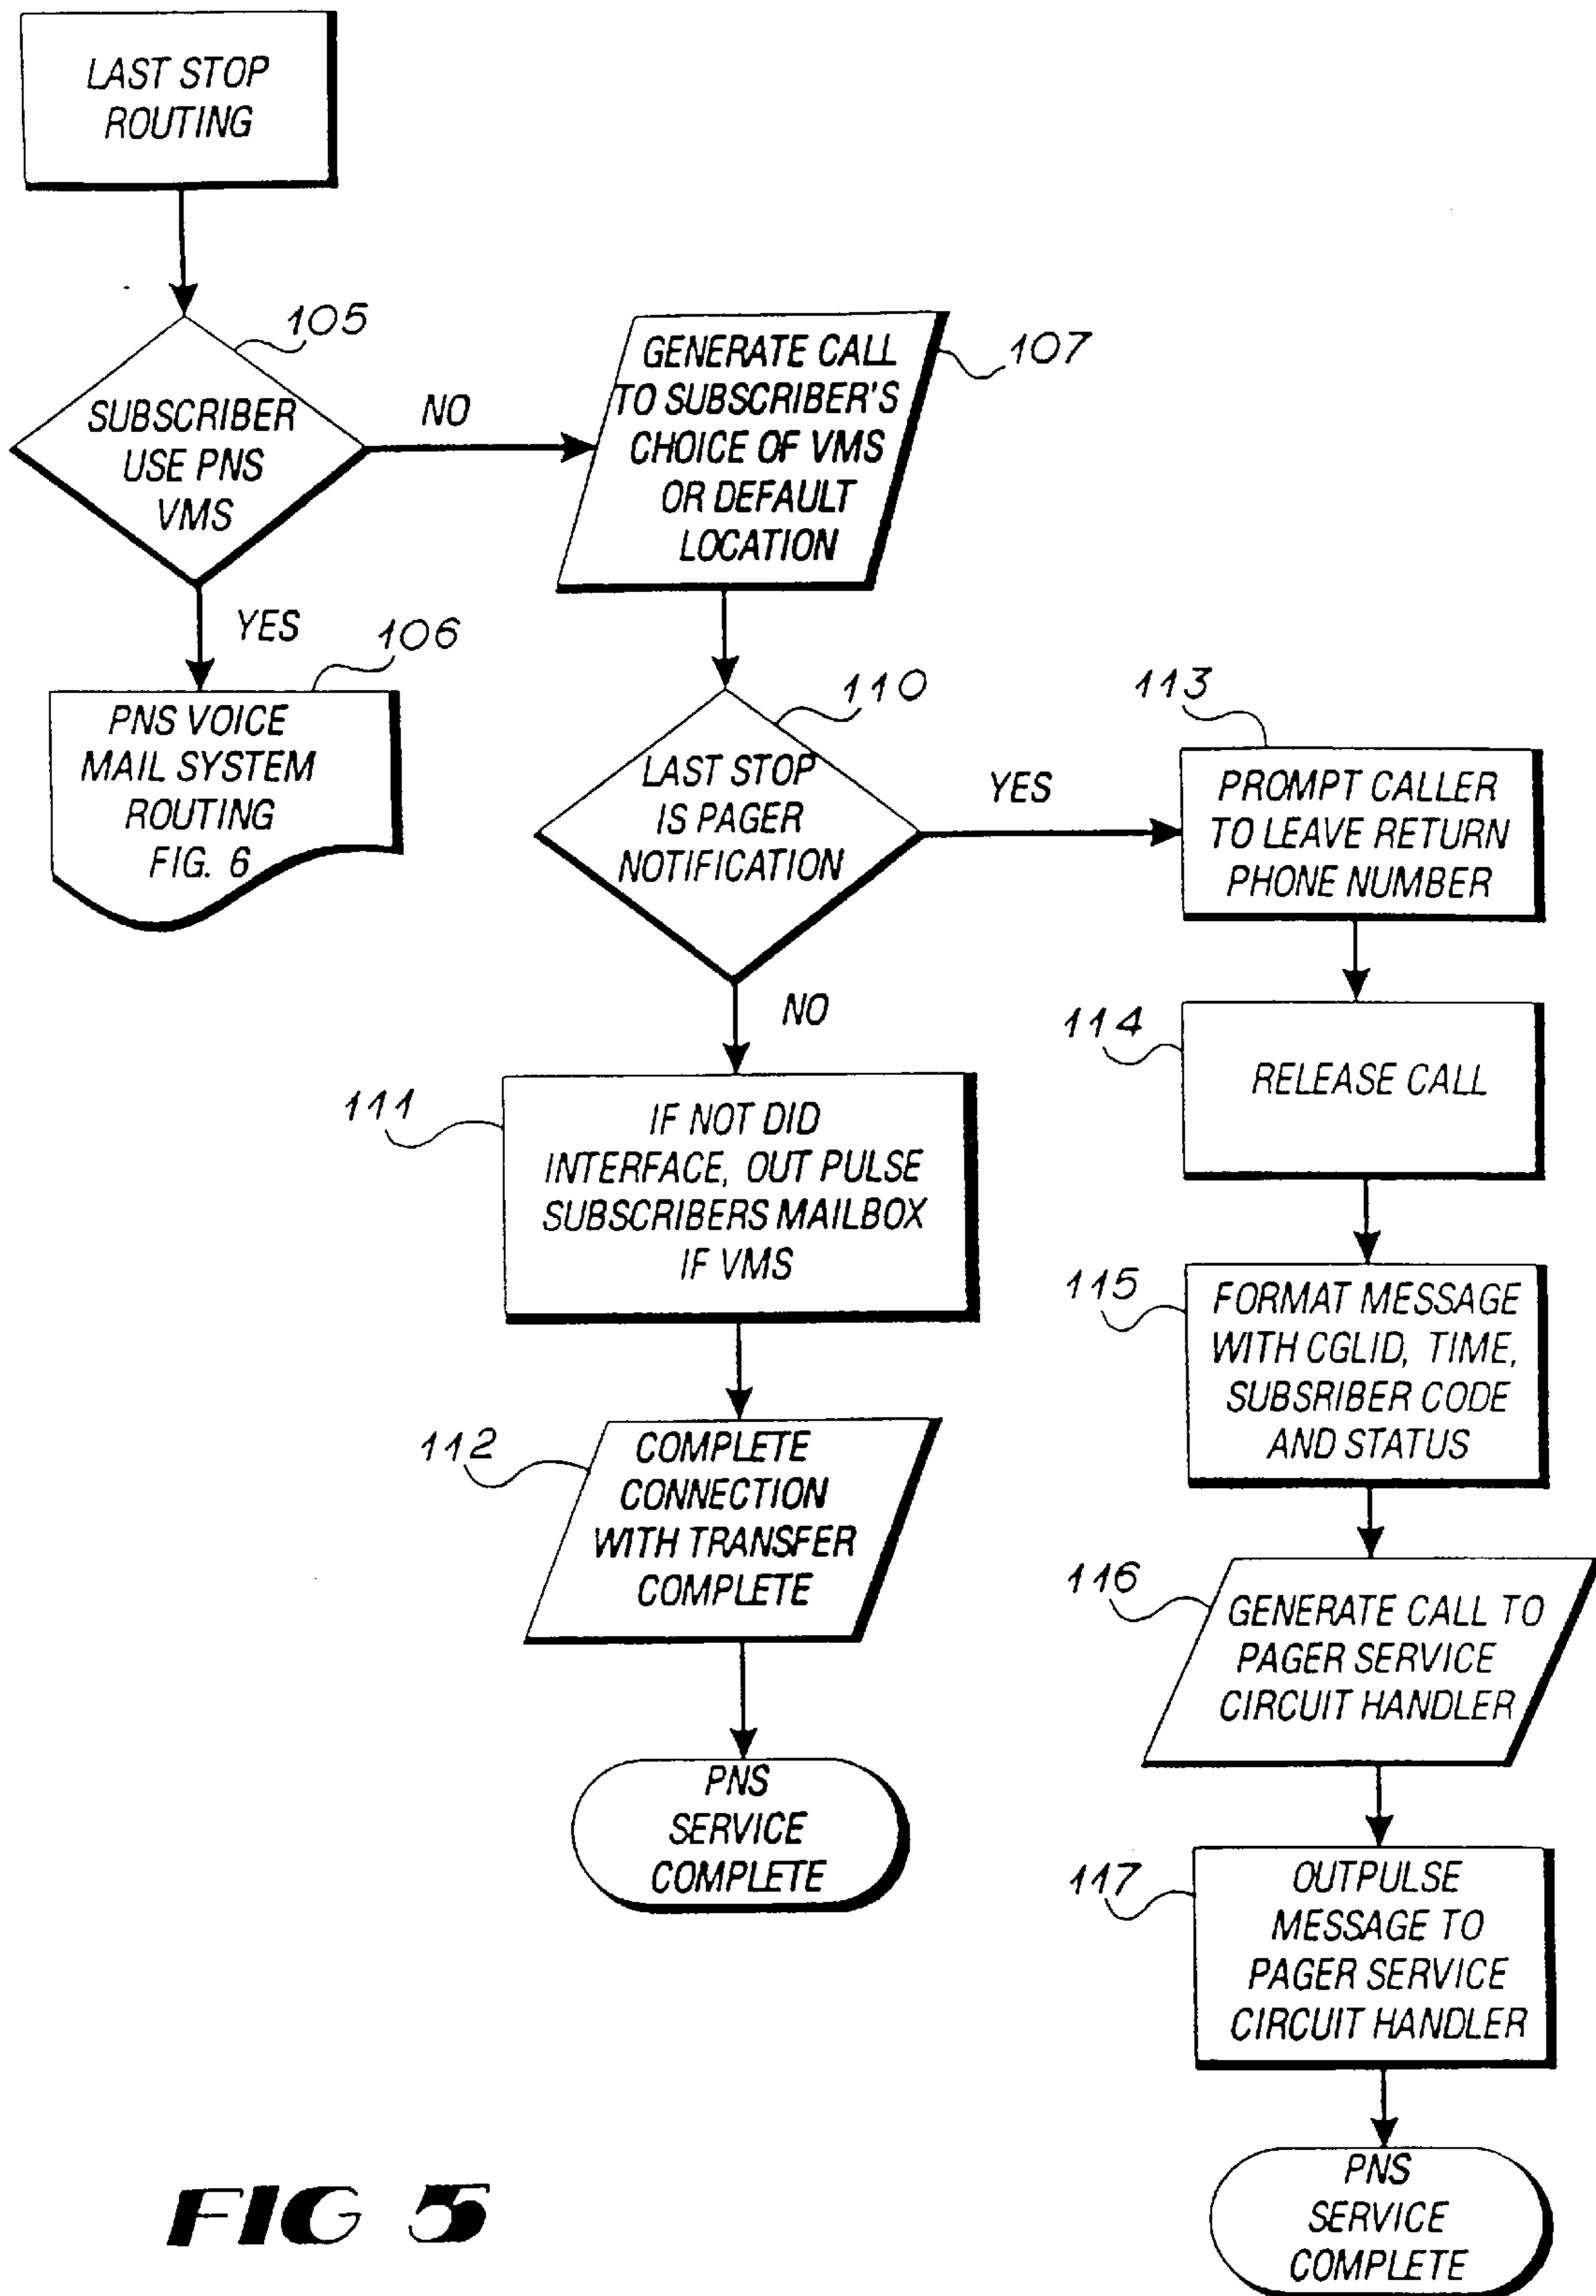 LAST STOP
ROUTING
105
SUBSCRIBER
USE PNS
VMS
NO
YES
GENERATE CALL
TO SUBSCRIBER'S
CHOICE OF VMS
OR DEFAULT
LOCATION
107
106
PNS VOICE
MAIL SYSTEM
ROUTING
FIG. 6
110
LAST STOP
IS PAGER
NOTIFICATION
YES
NO
113
PROMPT CALLER
TO LEAVE RETURN
PHONE NUMBER
114
RELEASE CALL
111
IF NOT DID
INTERFACE, OUT PULSE
SUBSCRIBERS MAILBOX
IF VMS
115
FORMAT MESSAGE
WITH CGLID, TIME,
SUBSRIBER CODE
AND STATUS
112
COMPLETE
CONNECTION
WITH TRANSFER
COMPLETE
116
GENERATE CALL TO
PAGER SERVICE
CIRCUIT HANDLER
PNS
SERVICE
COMPLETE
117
OUTPULSE
MESSAGE TO
PAGER SERVICE
CIRCUIT HANDLER
PNS
SERVICE
COMPLETE
FIG 5